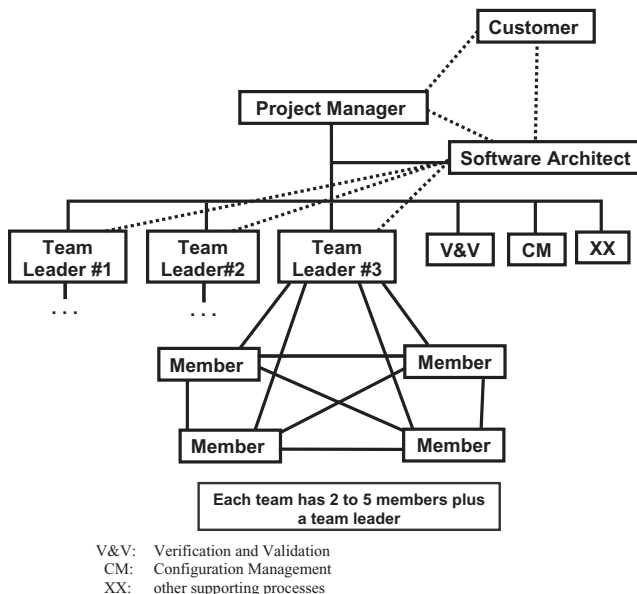 Customer
Project Manager
Software Architect
Team
Leader #1
Team
Leader#2
Team
Leader #3
V&V
CM
XX
. . .
. . .
Member
Member
Member
Member
Each team has 2 to 5 members plus
a team leader
V&V: Verification and Validation
CM: Configuration Management
XX: other supporting processes